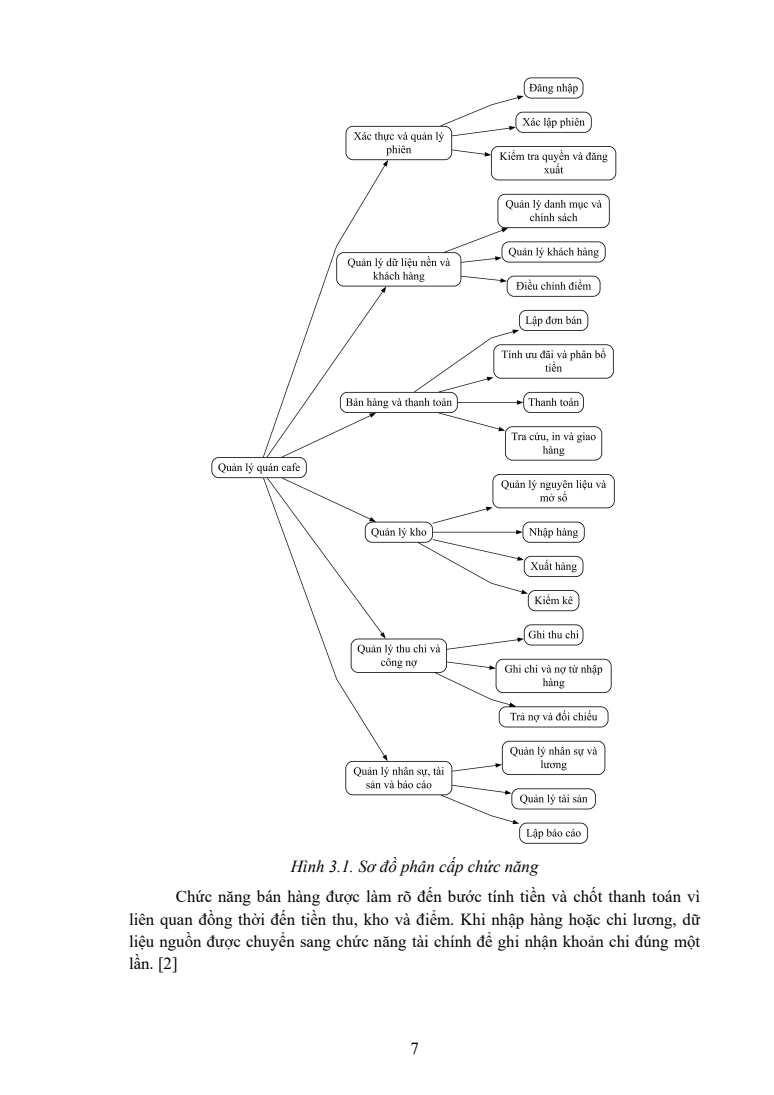 Đăng nhập
Xác lập phiên
Xác thực và quản lý
phiên
Kiểm tra quyền và đăng
xuất
Quản lý danh mục và
chính sách
Quản lý khách hàng
Quản lý dữ liệu nền và
khách hàng
Điều chỉnh điểm
Lập đơn bán
Tính ưu đãi và phân bổ
tiền
Bán hàng và thanh toán
Thanh toán
Tra cứu, in và giao
hàng
Quản lý quán cafe
Quản lý nguyên liệu và
mở sổ
Quản lý kho
Nhập hàng
Xuất hàng
Kiểm kê
Ghi thu chi
Quản lý thu chi và
công nợ
Ghi chi và nợ từ nhập
hàng
Trả nợ và đối chiếu
Quản lý nhân sự và
lương
Quản lý nhân sự, tài
sản và báo cáo
Quản lý tài sản
Lập báo cáo
Hình 3.1. Sơ đồ phân cấp chức năng
Chức năng bán hàng được làm rõ đến bước tính tiền và chốt thanh toán vì
liên quan đồng thời đến tiền thu, kho và điểm. Khi nhập hàng hoặc chi lương, dữ
liệu nguồn được chuyển sang chức năng tài chính để ghi nhận khoản chi đúng một
lần. [2]
7